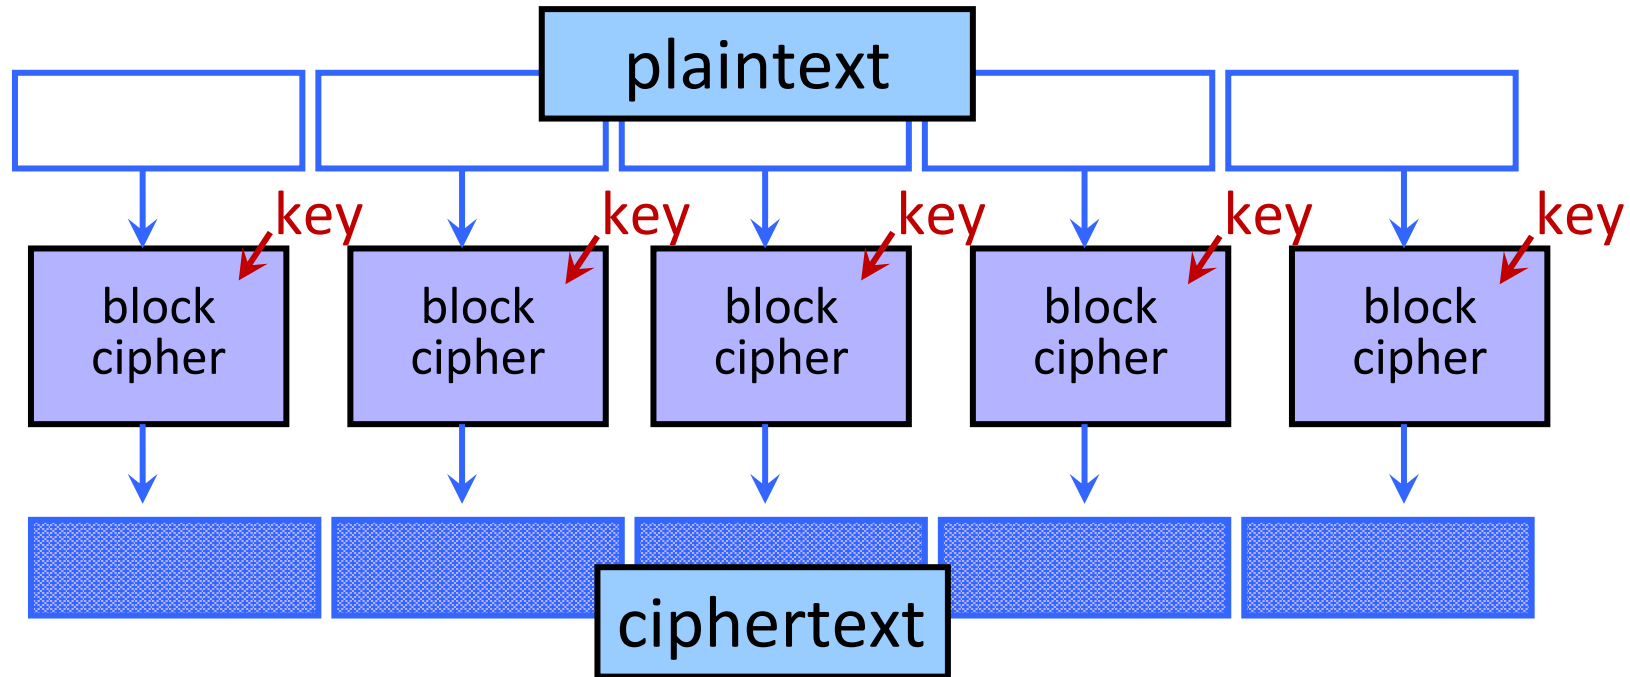 plaintext
key
key
key
key
key
block
cipher
block
cipher
block
cipher
block
cipher
block
cipher
ciphertext